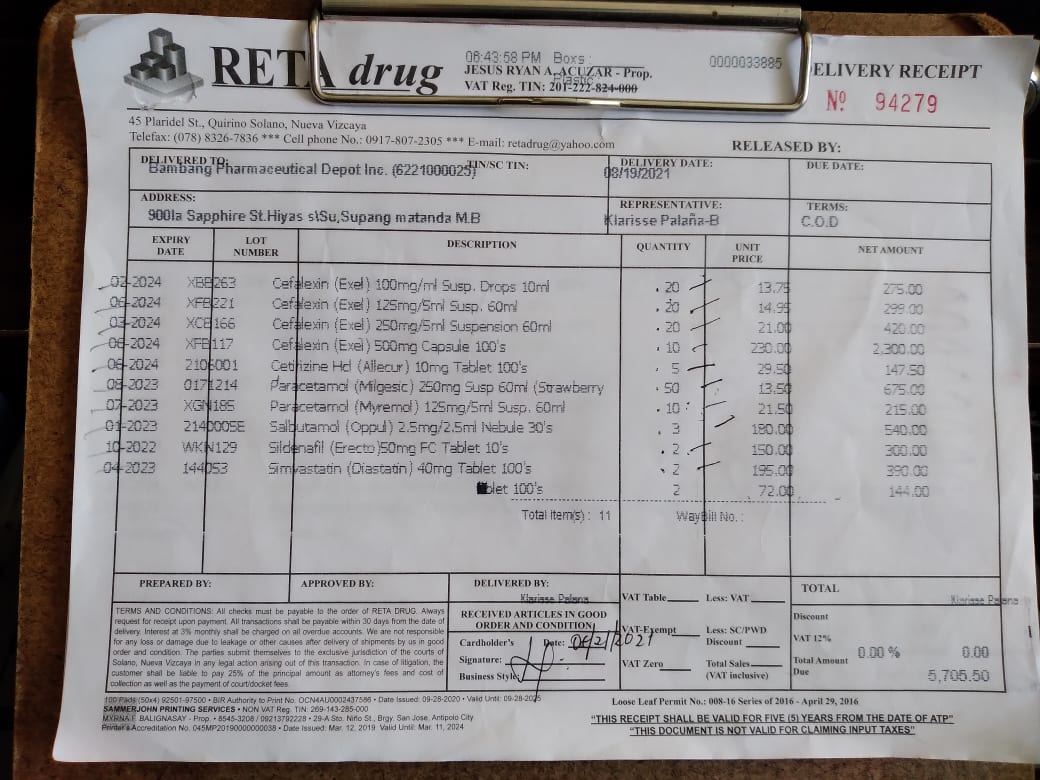 RETA drug
06:43:58 PM Boxs :
0000033885
JESUS RYAN A. ACUZAR - Prop.
Plastic
VAT Reg. TIN: 201-222-824-000
DELIVERY RECEIPT
Nº 94279
45 Plaridel St., Quirino Solano, Nueva Vizcaya
Telefax: (078) 8326-7836 *** Cell phone No.: 0917-807-2305 *** E-mail: retadrug@yahoo.com
RELEASED BY:
DELIVERED TO: TIN/SC TIN: DELIVERY DATE: DUE DATE:
Bambang Pharmaceutical Depot Inc. (6221000025) 08/19/2021
ADDRESS: REPRESENTATIVE: TERMS:
900Ia Sapphire St.Hiyas s\Su,Supang matanda M.B Klarisse Palaña-B C.O.D
EXPIRY DATE LOT NUMBER DESCRIPTION QUANTITY UNIT PRICE NET AMOUNT
02-2024 XBB263 Cefalexin (Exel) 100mg/ml Susp. Drops 10ml 20 13.75 275.00
06-2024 XFB221 Cefalexin (Exel) 125mg/5ml Susp. 60ml 20 14.95 299.00
03-2024 XCB166 Cefalexin (Exel) 250mg/5ml Suspension 60ml 20 21.00 420.00
06-2024 XFB117 Cefalexin (Exel) 500mg Capsule 100's 10 230.00 2,300.00
06-2024 2106001 Cetirizine Hcl (Allecur) 10mg Tablet 100's 5 29.50 147.50
08-2023 0171214 Paracetamol (Milgesic) 250mg Susp 60ml (Strawberry 50 13.50 675.00
07-2023 XGN185 Paracetamol (Myremol) 125mg/5ml Susp. 60ml 10 21.50 215.00
01-2023 2140005E Salbutamol (Oppul) 2.5mg/2.5ml Nebule 30's 3 180.00 540.00
10-2022 WKN129 Sildenafil (Erecto)50mg FC Tablet 10's 2 150.00 300.00
04-2023 144053 Simvastatin (Diastatin) 40mg Tablet 100's 2 195.00 390.00
blet 100's 2 72.00 144.00
Total Item(s) : 11 WayBill No. :
PREPARED BY: APPROVED BY: DELIVERED BY: TOTAL
Klarisse Palana Klarisse Palana
TERMS AND CONDITIONS: All checks must be payable to the order of RETA DRUG. Always
request for receipt upon payment. All transactions shall be payable within 30 days from the date of
delivery. Interest at 3% monthly shall be charged on all overdue accounts. We are not responsible
for any loss or damage due to leakage or other causes after delivery of shipments by us in good
order and condition. The parties submit themselves to the exclusive jurisdiction of the courts of
Solano, Nueva Vizcaya in any legal action arising out of this transaction. In case of litigation, the
customer shall be liable to pay 25% of the principal amount as attorney's fees and cost of
collection as well as the payment of court/docket fees.
RECEIVED ARTICLES IN GOOD
ORDER AND CONDITION:
Cardholder's Date:
Signature:
Business Style:
VAT Table Less: VAT
VAT-Exempt Less: SC/PWD
Discount
VAT Zero Total Sales
(VAT inclusive)
Discount
VAT 12% 0.00 % 0.00
Total Amount
Due 5,705.50
100 Pads (50x4) 92501-97500 • BIR Authority to Print No. OCN4AU0002437586 • Date Issued: 09-28-2020 • Valid Until: 09-28-2025
SAMMERJOHN PRINTING SERVICES • NON VAT Reg. TIN: 269-143-285-000
MYRNA F. BALIGNASAY - Prop. • 8545-3208 / 09213792228 • 29-A Sto. Niño St., Brgy. San Jose, Antipolo City
Printer's Accreditation No. 045MP20190000000038 • Date Issued: Mar. 12, 2019 Valid Until: Mar. 11, 2024
Loose Leaf Permit No.: 008-16 Series of 2016 - April 29, 2016
"THIS RECEIPT SHALL BE VALID FOR FIVE (5) YEARS FROM THE DATE OF ATP"
"THIS DOCUMENT IS NOT VALID FOR CLAIMING INPUT TAXES"